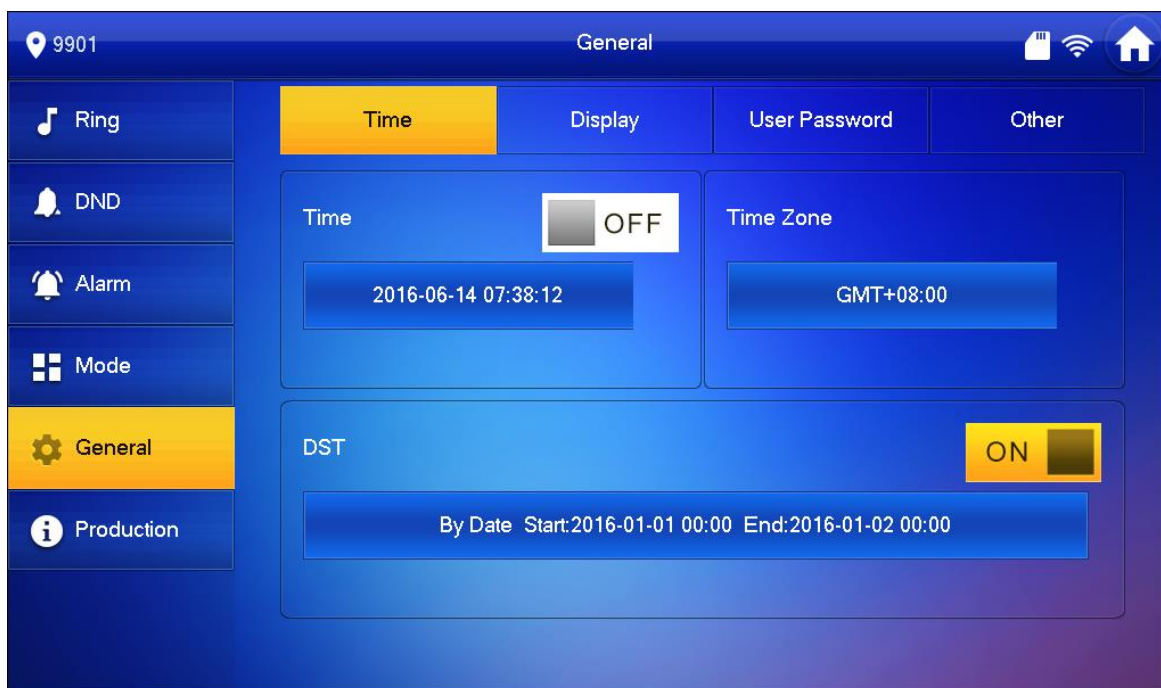 9901 General
Ring
DND
Alarm
Mode
General
Production
Time Display User Password Other
Time OFF
2016-06-14 07:38:12
Time Zone
GMT+08:00
DST ON
By Date Start:2016-01-01 00:00 End:2016-01-02 00:00